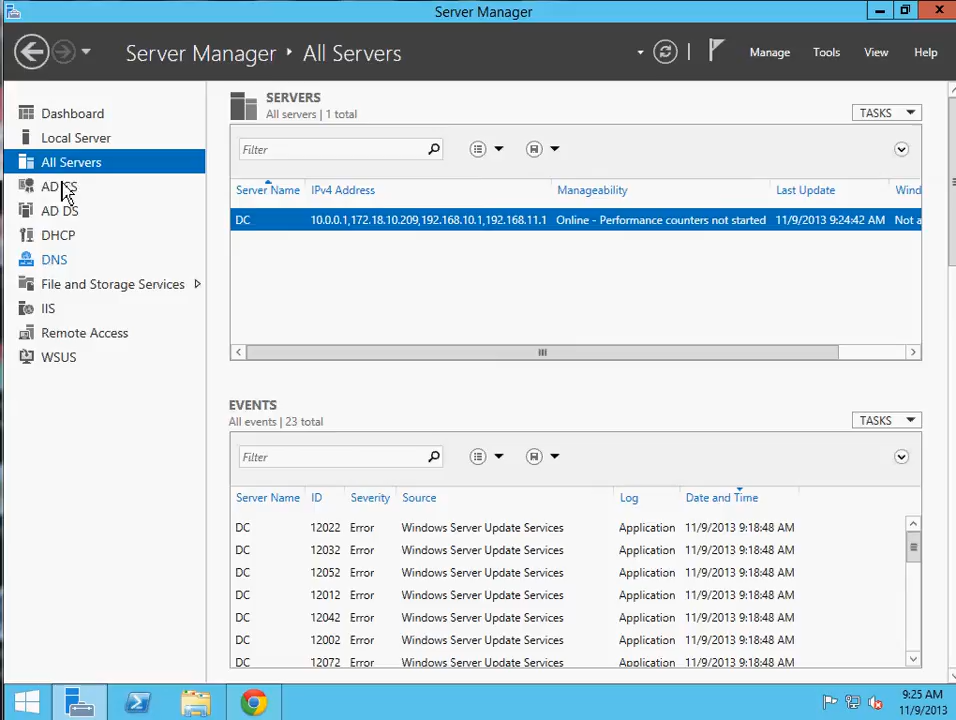 Server Manager
Server Manager ▸ All Servers
Manage Tools View Help
Dashboard
Local Server
All Servers
AD CS
AD DS
DHCP
DNS
File and Storage Services
IIS
Remote Access
WSUS
SERVERS
All servers | 1 total
TASKS
Filter
Server Name IPv4 Address Manageability Last Update Wind
DC 10.0.0.1,172.18.10.209,192.168.10.1,192.168.11.1 Online - Performance counters not started 11/9/2013 9:24:42 AM Not a
EVENTS
All events | 23 total
TASKS
Filter
Server Name ID Severity Source Log Date and Time
DC 12022 Error Windows Server Update Services Application 11/9/2013 9:18:48 AM
DC 12032 Error Windows Server Update Services Application 11/9/2013 9:18:48 AM
DC 12052 Error Windows Server Update Services Application 11/9/2013 9:18:48 AM
DC 12012 Error Windows Server Update Services Application 11/9/2013 9:18:48 AM
DC 12042 Error Windows Server Update Services Application 11/9/2013 9:18:48 AM
DC 12002 Error Windows Server Update Services Application 11/9/2013 9:18:48 AM
DC 12072 Error Windows Server Update Services Application 11/9/2013 9:18:48 AM
9:25 AM
11/9/2013